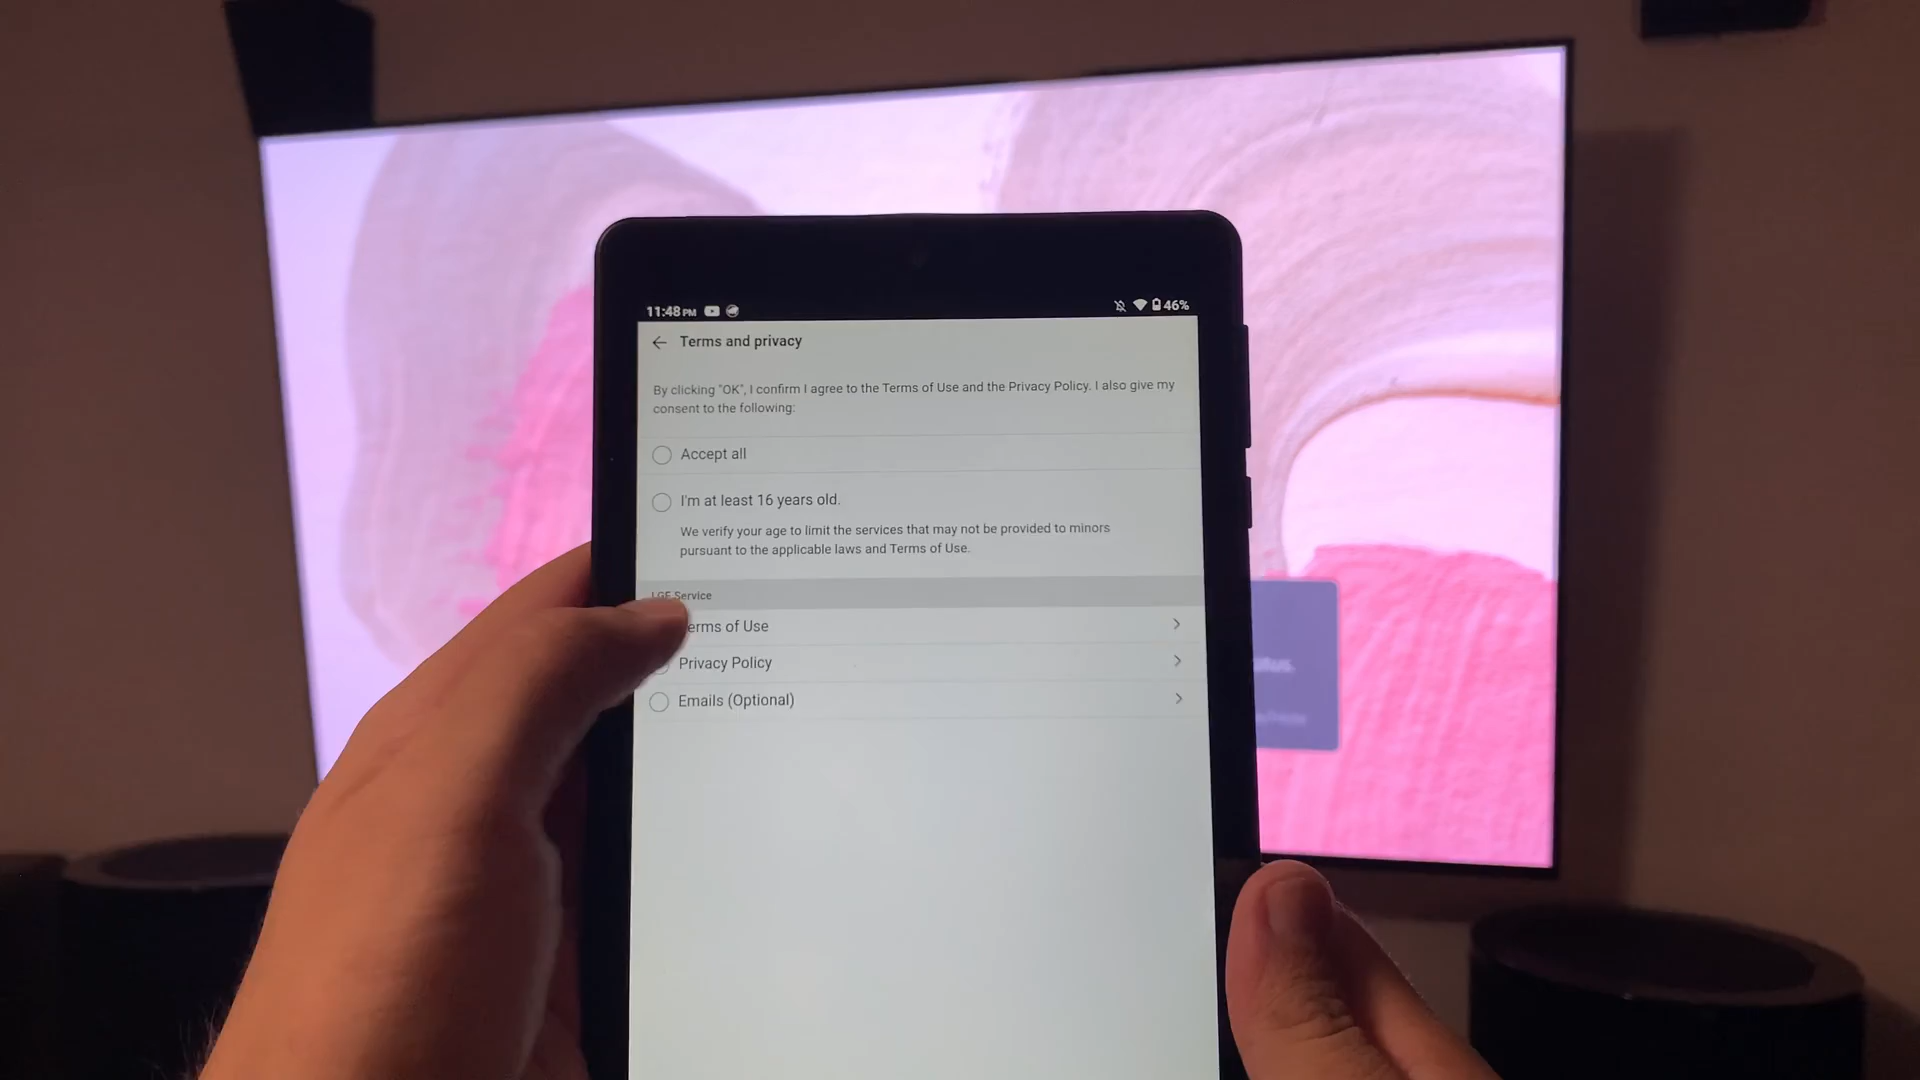 11:48 PM
46%
Terms and privacy
By clicking "OK", I confirm I agree to the Terms of Use and the Privacy Policy. I also give my
consent to the following:
Accept all
I'm at least 16 years old.
We verify your age to limit the services that may not be provided to minors
pursuant to the applicable laws and Terms of Use.
LGE Service
erms of Use
Privacy Policy
Emails (Optional)